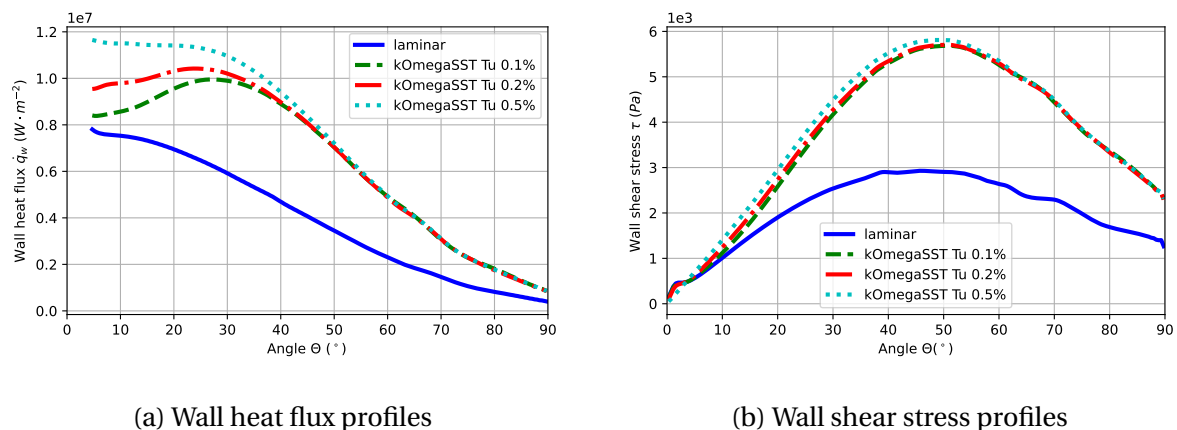 1e7
1.2
1.0
0.8
0.6
0.4
0.2
0.0
Wall heat flux q̇_w (W · m⁻²)
laminar
kOmegaSST Tu 0.1%
kOmegaSST Tu 0.2%
kOmegaSST Tu 0.5%
0 10 20 30 40 50 60 70 80 90
Angle Θ (°)
(a) Wall heat flux profiles
1e3
6
5
4
3
2
1
0
Wall shear stress τ (Pa)
laminar
kOmegaSST Tu 0.1%
kOmegaSST Tu 0.2%
kOmegaSST Tu 0.5%
0 10 20 30 40 50 60 70 80 90
Angle Θ(°)
(b) Wall shear stress profiles